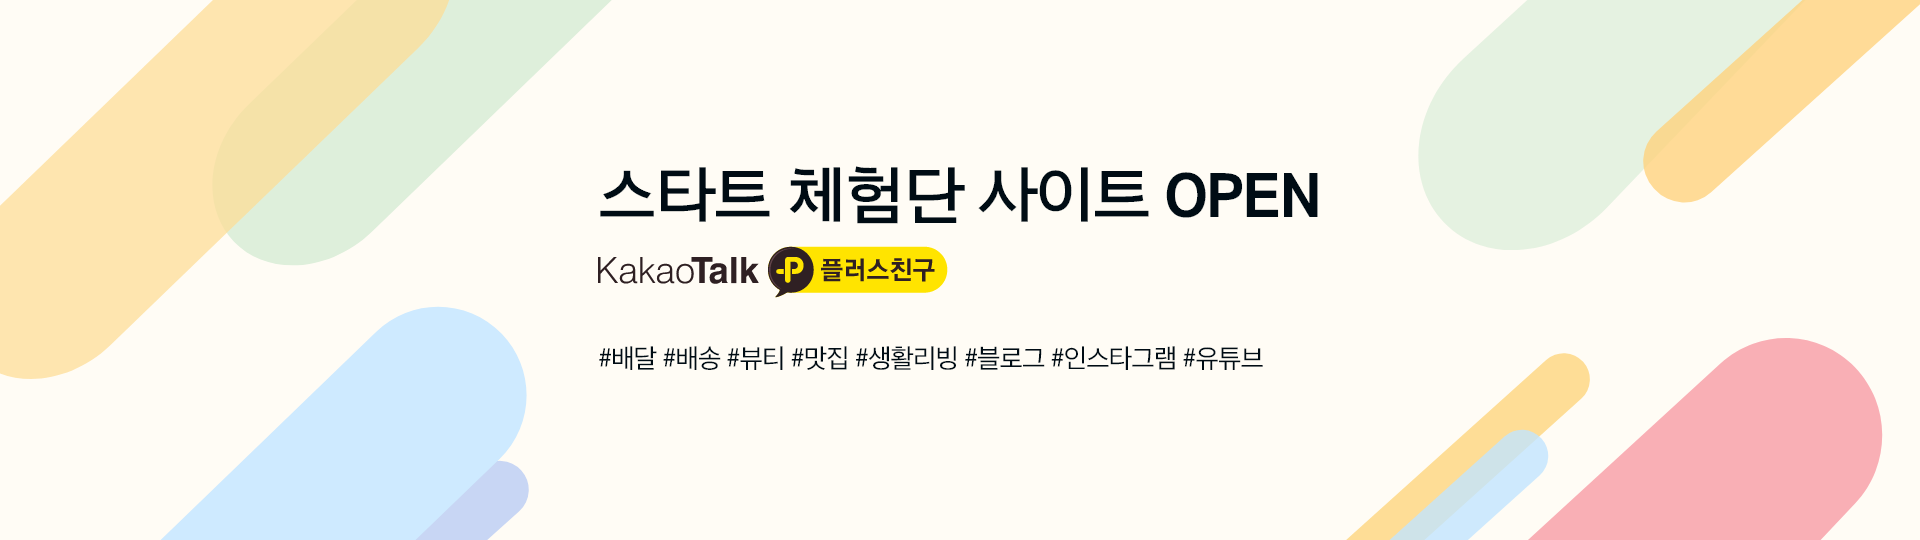 스타트 체험단 사이트 OPEN
KakaoTalk P 플러스친구
#배달 #배송 #뷰티 #맛집 #생활리빙 #블로그 #인스타그램 #유튜브